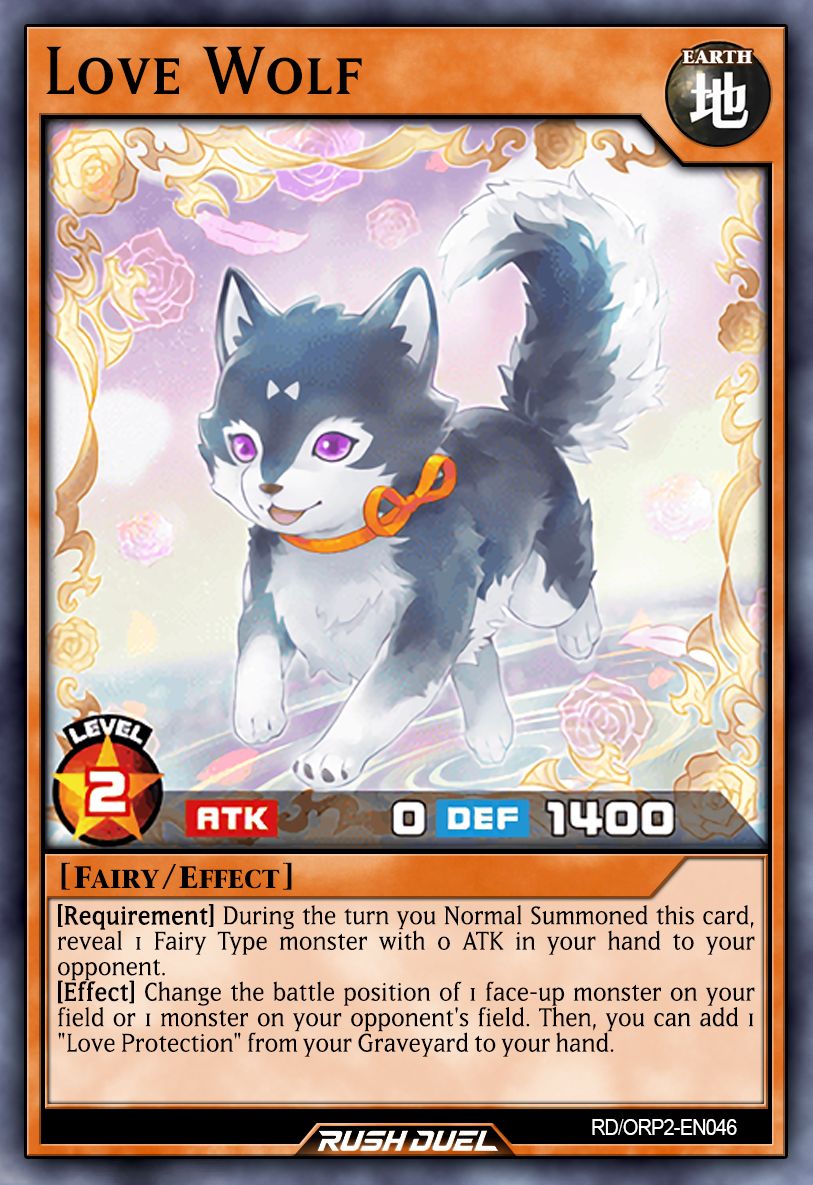 Love Wolf
EARTH
地
LEVEL
2
ATK 0 DEF 1400
[Fairy/Effect]
[Requirement] During the turn you Normal Summoned this card,
reveal 1 Fairy Type monster with 0 ATK in your hand to your
opponent.
[Effect] Change the battle position of 1 face-up monster on your
field or 1 monster on your opponent's field. Then, you can add 1
"Love Protection" from your Graveyard to your hand.
RD/ORP2-EN046
RUSH DUEL